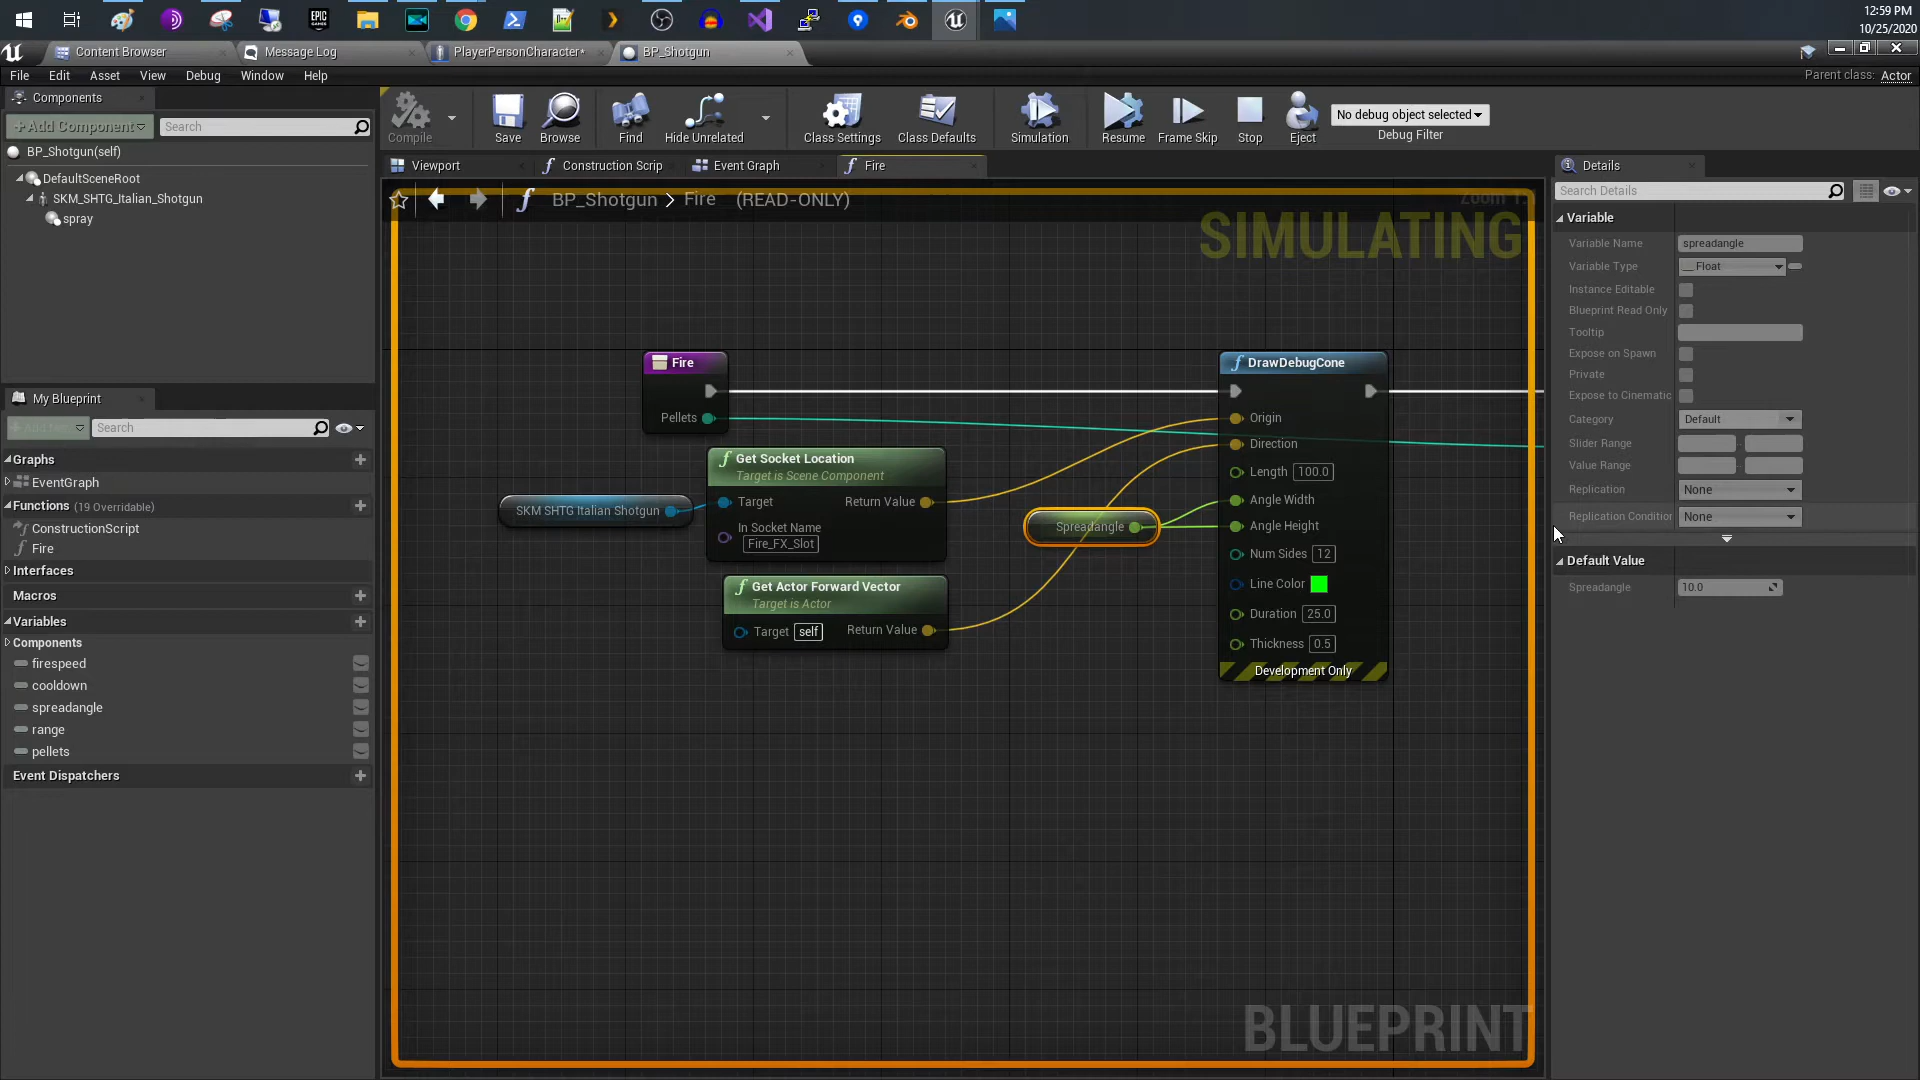 12:59 PM
10/25/2020
EPIC GAMES
Content Browser
Message Log
PlayerPersonCharacter*
BP_Shotgun
File Edit Asset View Debug Window Help
Parent class: Actor
Components
+Add Component
Search
BP_Shotgun(self)
DefaultSceneRoot
SKM_SHTG_Italian_Shotgun
spray
Compile
Save
Browse
Find
Hide Unrelated
Class Settings
Class Defaults
Simulation
Resume
Frame Skip
Stop
Eject
No debug object selected
Debug Filter
Viewport
Construction Scrip
Event Graph
Fire
BP_Shotgun > Fire (READ-ONLY)
SIMULATING
Fire
Pellets
SKM SHTG Italian Shotgun
Get Socket Location
Target is Scene Component
Target
Return Value
In Socket Name
Fire_FX_Slot
Get Actor Forward Vector
Target is Actor
Target self
Return Value
Spreadangle
DrawDebugCone
Origin
Direction
Length 100.0
Angle Width
Angle Height
Num Sides 12
Line Color
Duration 25.0
Thickness 0.5
Development Only
BLUEPRINT
My Blueprint
Search
Graphs
EventGraph
Functions (19 Overridable)
ConstructionScript
Fire
Interfaces
Macros
Variables
Components
firespeed
cooldown
spreadangle
range
pellets
Event Dispatchers
Details
Search Details
Variable
Variable Name spreadangle
Variable Type Float
Instance Editable
Blueprint Read Only
Tooltip
Expose on Spawn
Private
Expose to Cinematic
Category Default
Slider Range
Value Range
Replication None
Replication Condition None
Default Value
Spreadangle 10.0